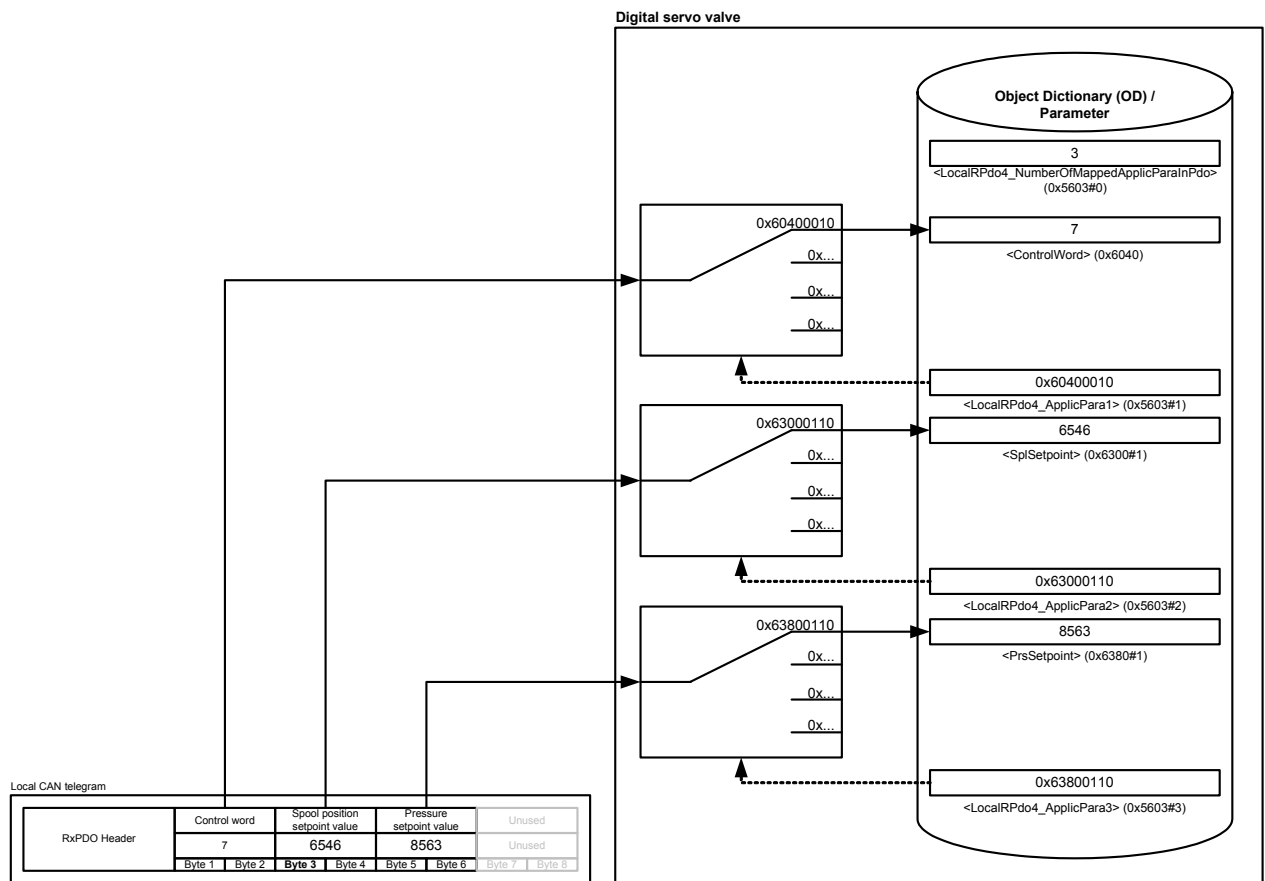 Digital servo valve
Object Dictionary (OD) /
Parameter
3
<LocalRPdo4_NumberOfMappedApplicParaInPdo>
(0x5603#0)
0x60400010
7
0x...
<ControlWord> (0x6040)
0x...
0x...
0x60400010
<LocalRPdo4_ApplicPara1> (0x5603#1)
0x63000110
6546
0x...
<SplSetpoint> (0x6300#1)
0x...
0x...
0x63000110
<LocalRPdo4_ApplicPara2> (0x5603#2)
0x63800110
8563
0x...
<PrsSetpoint> (0x6380#1)
0x...
0x...
0x63800110
<LocalRPdo4_ApplicPara3> (0x5603#3)
Local CAN telegram
RxPDO Header
Control word
Spool position
setpoint value
Pressure
setpoint value
Unused
7
6546
8563
Unused
Byte 1 Byte 2 Byte 3 Byte 4 Byte 5 Byte 6 Byte 7 Byte 8